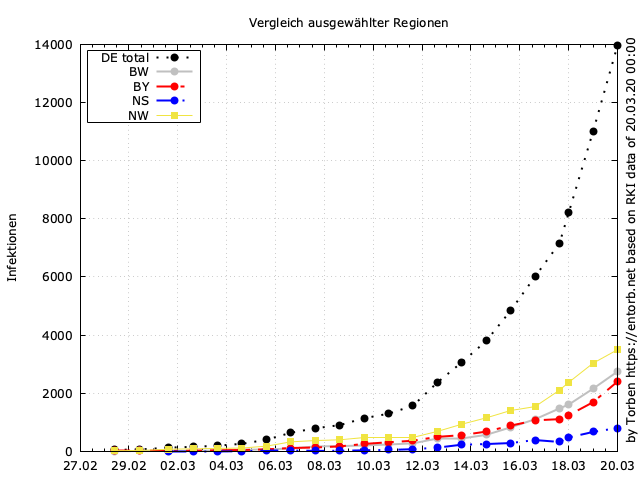 Vergleich ausgewählter Regionen
14000
12000
10000
8000
6000
4000
2000
0
Infektionen
DE total
BW
BY
NS
NW
27.02 29.02 02.03 04.03 06.03 08.03 10.03 12.03 14.03 16.03 18.03 20.03
by Torben https://entorb.net based on RKI data of 20.03.20 00:00